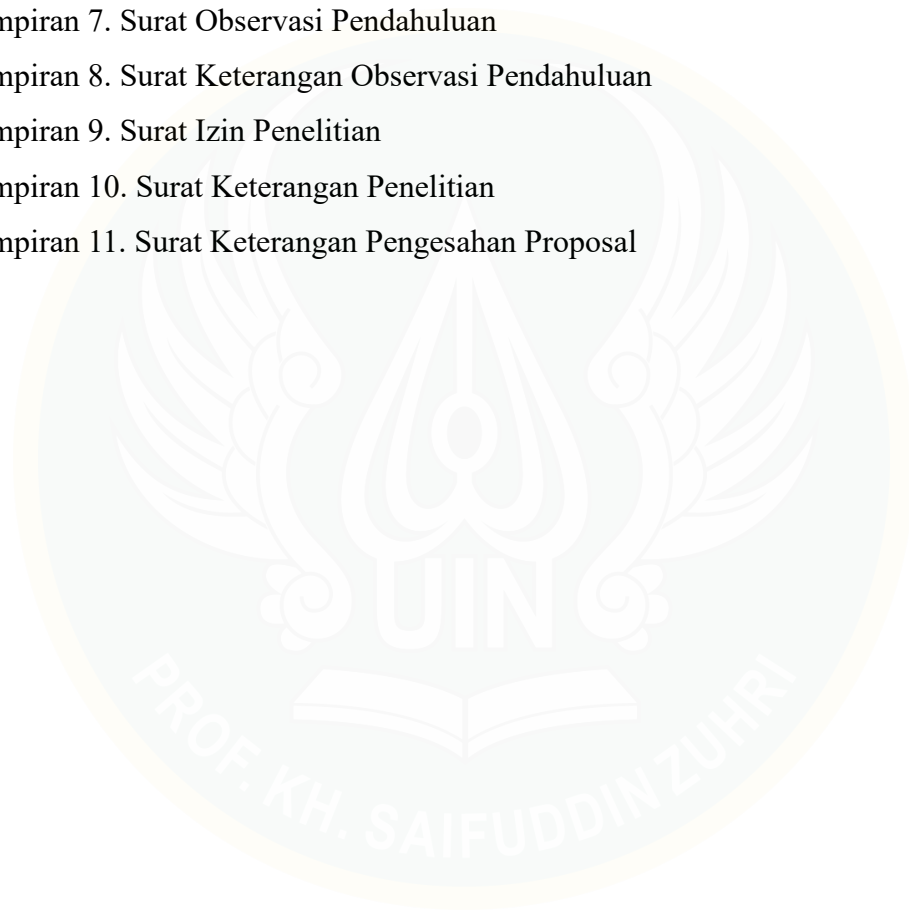 mpiran 7. Surat Observasi Pendahuluan
mpiran 8. Surat Keterangan Observasi Pendahuluan
mpiran 9. Surat Izin Penelitian
mpiran 10. Surat Keterangan Penelitian
mpiran 11. Surat Keterangan Pengesahan Proposal
UIN
PROF. KH. SAIFUDDIN ZUHRI